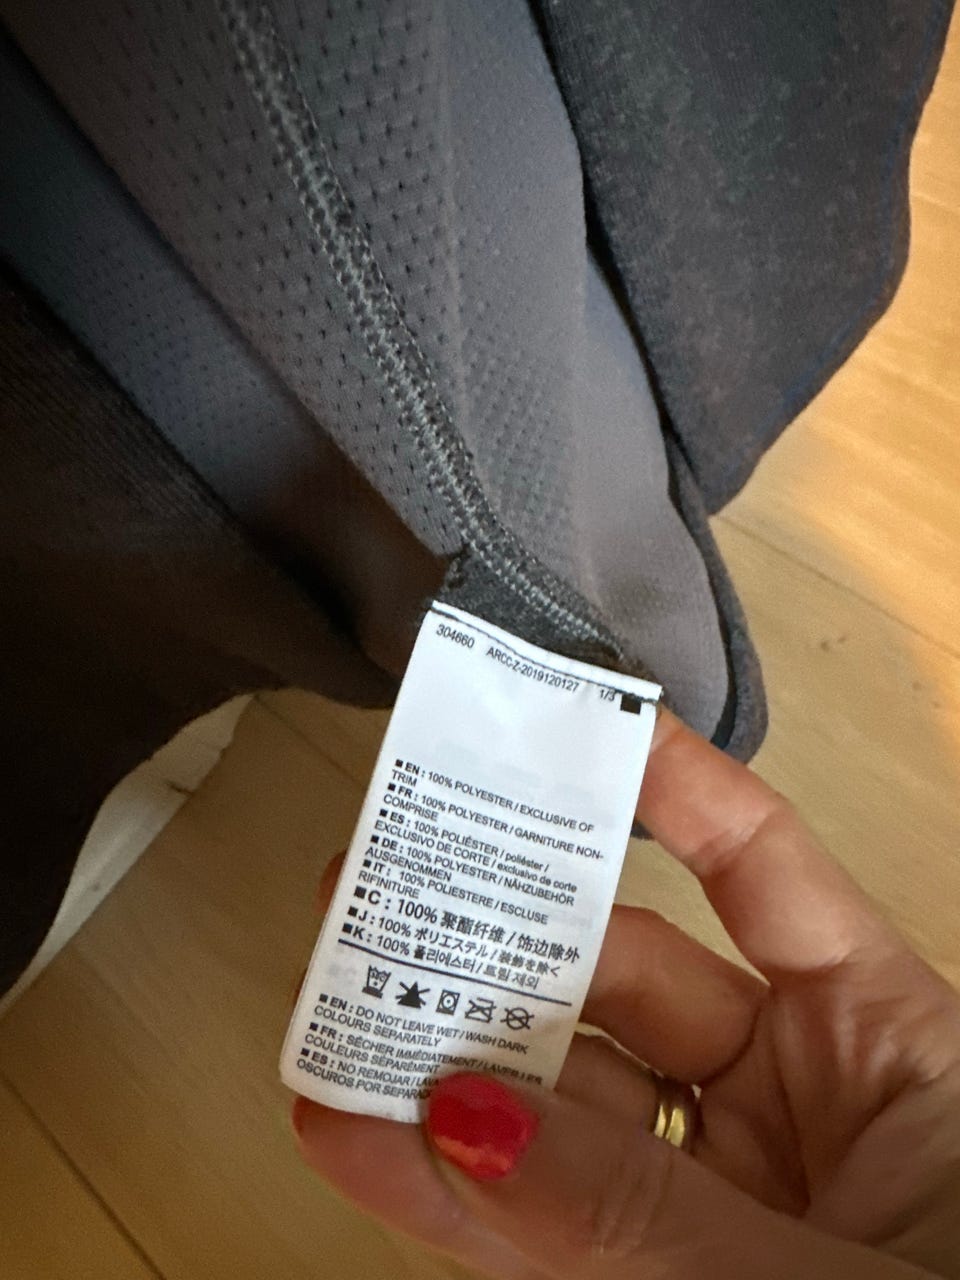 304660 ARCC-Z-2019120127 1/3
■ EN : 100% POLYESTER / EXCLUSIVE OF
TRIM
■ FR : 100% POLYESTER / GARNITURE NON-
COMPRISE
■ ES : 100% POLIÉSTER / poliéster /
EXCLUSIVO DE CORTE / exclusivo de corte
■ DE : 100% POLYESTER / NÄHZUBEHÖR
AUSGENOMMEN
■ IT : 100% POLIESTERE / ESCLUSE
RIFINITURE
■ C : 100% 聚酯纤维 / 饰边除外
■ J : 100% ポリエステル / 装飾を除く
■ K : 100% 폴리에스터 / 트림 제외
■ EN : DO NOT LEAVE WET / WASH DARK
COLOURS SEPARATELY
■ FR : SÉCHER IMMÉDIATEMENT / LAVER LES
COULEURS SÉPARÉMENT
■ ES : NO REMOJAR /
OSCUROS POR